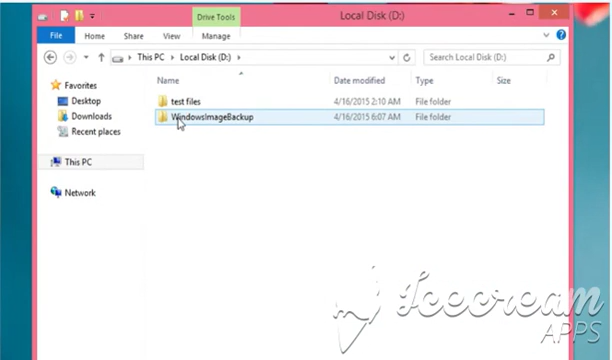 Drive Tools
Local Disk (D:)
File Home Share View Manage
This PC Local Disk (D:)
Search Local Disk (D:)
Name Date modified Type Size
Favorites
Desktop
Downloads
Recent places
This PC
Network
test files 4/16/2015 2:10 AM File folder
WindowsImageBackup 4/16/2015 6:07 AM File folder
Icecream
APPS